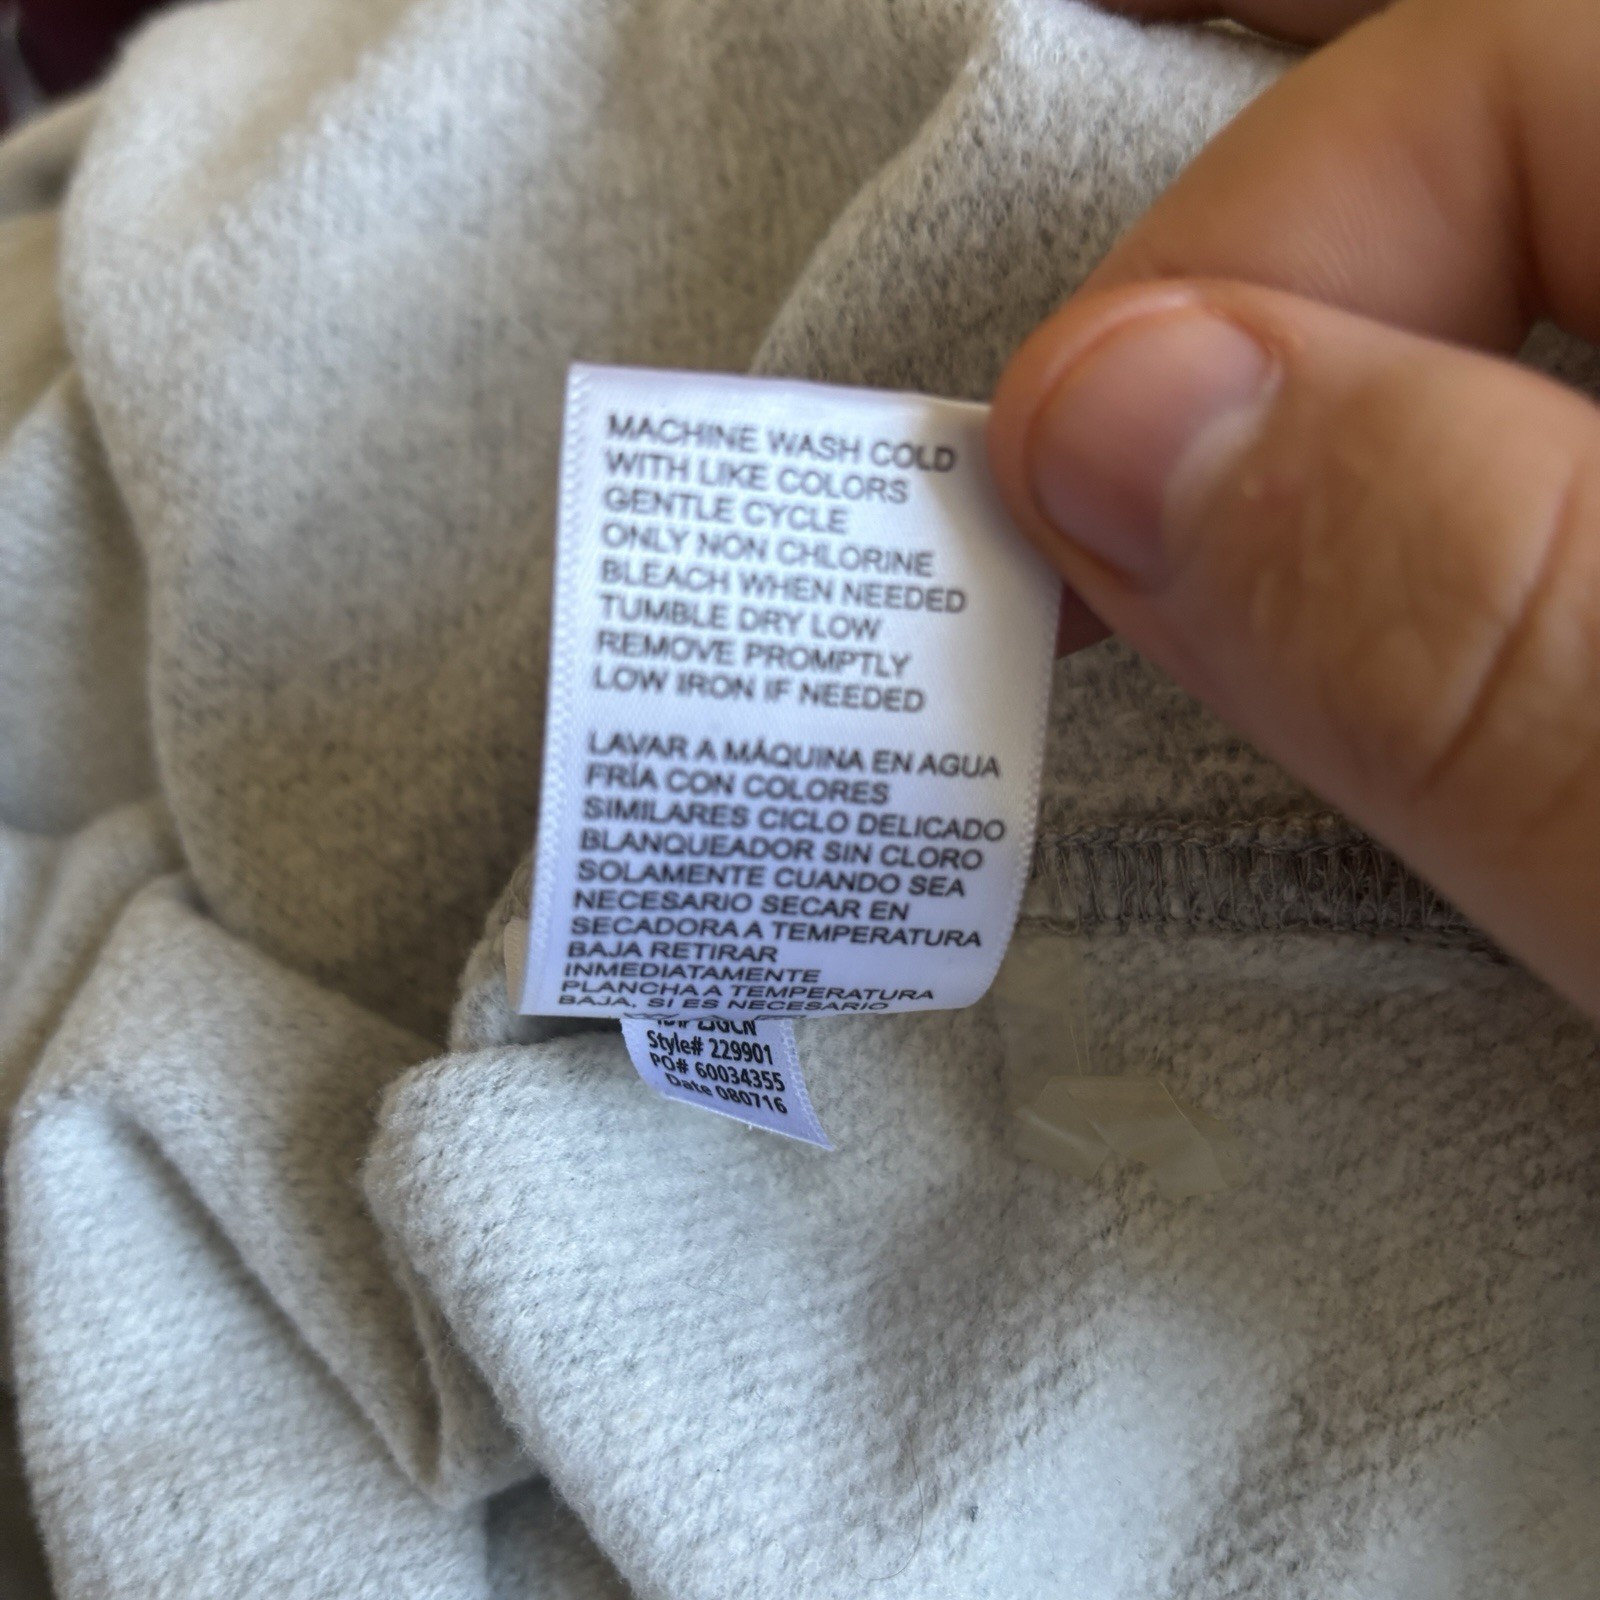 MACHINE WASH COLD
WITH LIKE COLORS
GENTLE CYCLE
ONLY NON CHLORINE
BLEACH WHEN NEEDED
TUMBLE DRY LOW
REMOVE PROMPTLY
LOW IRON IF NEEDED
LAVAR A MÁQUINA EN AGUA
FRÍA CON COLORES
SIMILARES CICLO DELICADO
BLANQUEADOR SIN CLORO
SOLAMENTE CUANDO SEA
NECESARIO SECAR EN
SECADORA A TEMPERATURA
BAJA RETIRAR
INMEDIATAMENTE
PLANCHA A TEMPERATURA
BAJA, SI ES NECESARIO
Style# 229901
PO# 60034355
Date 080716